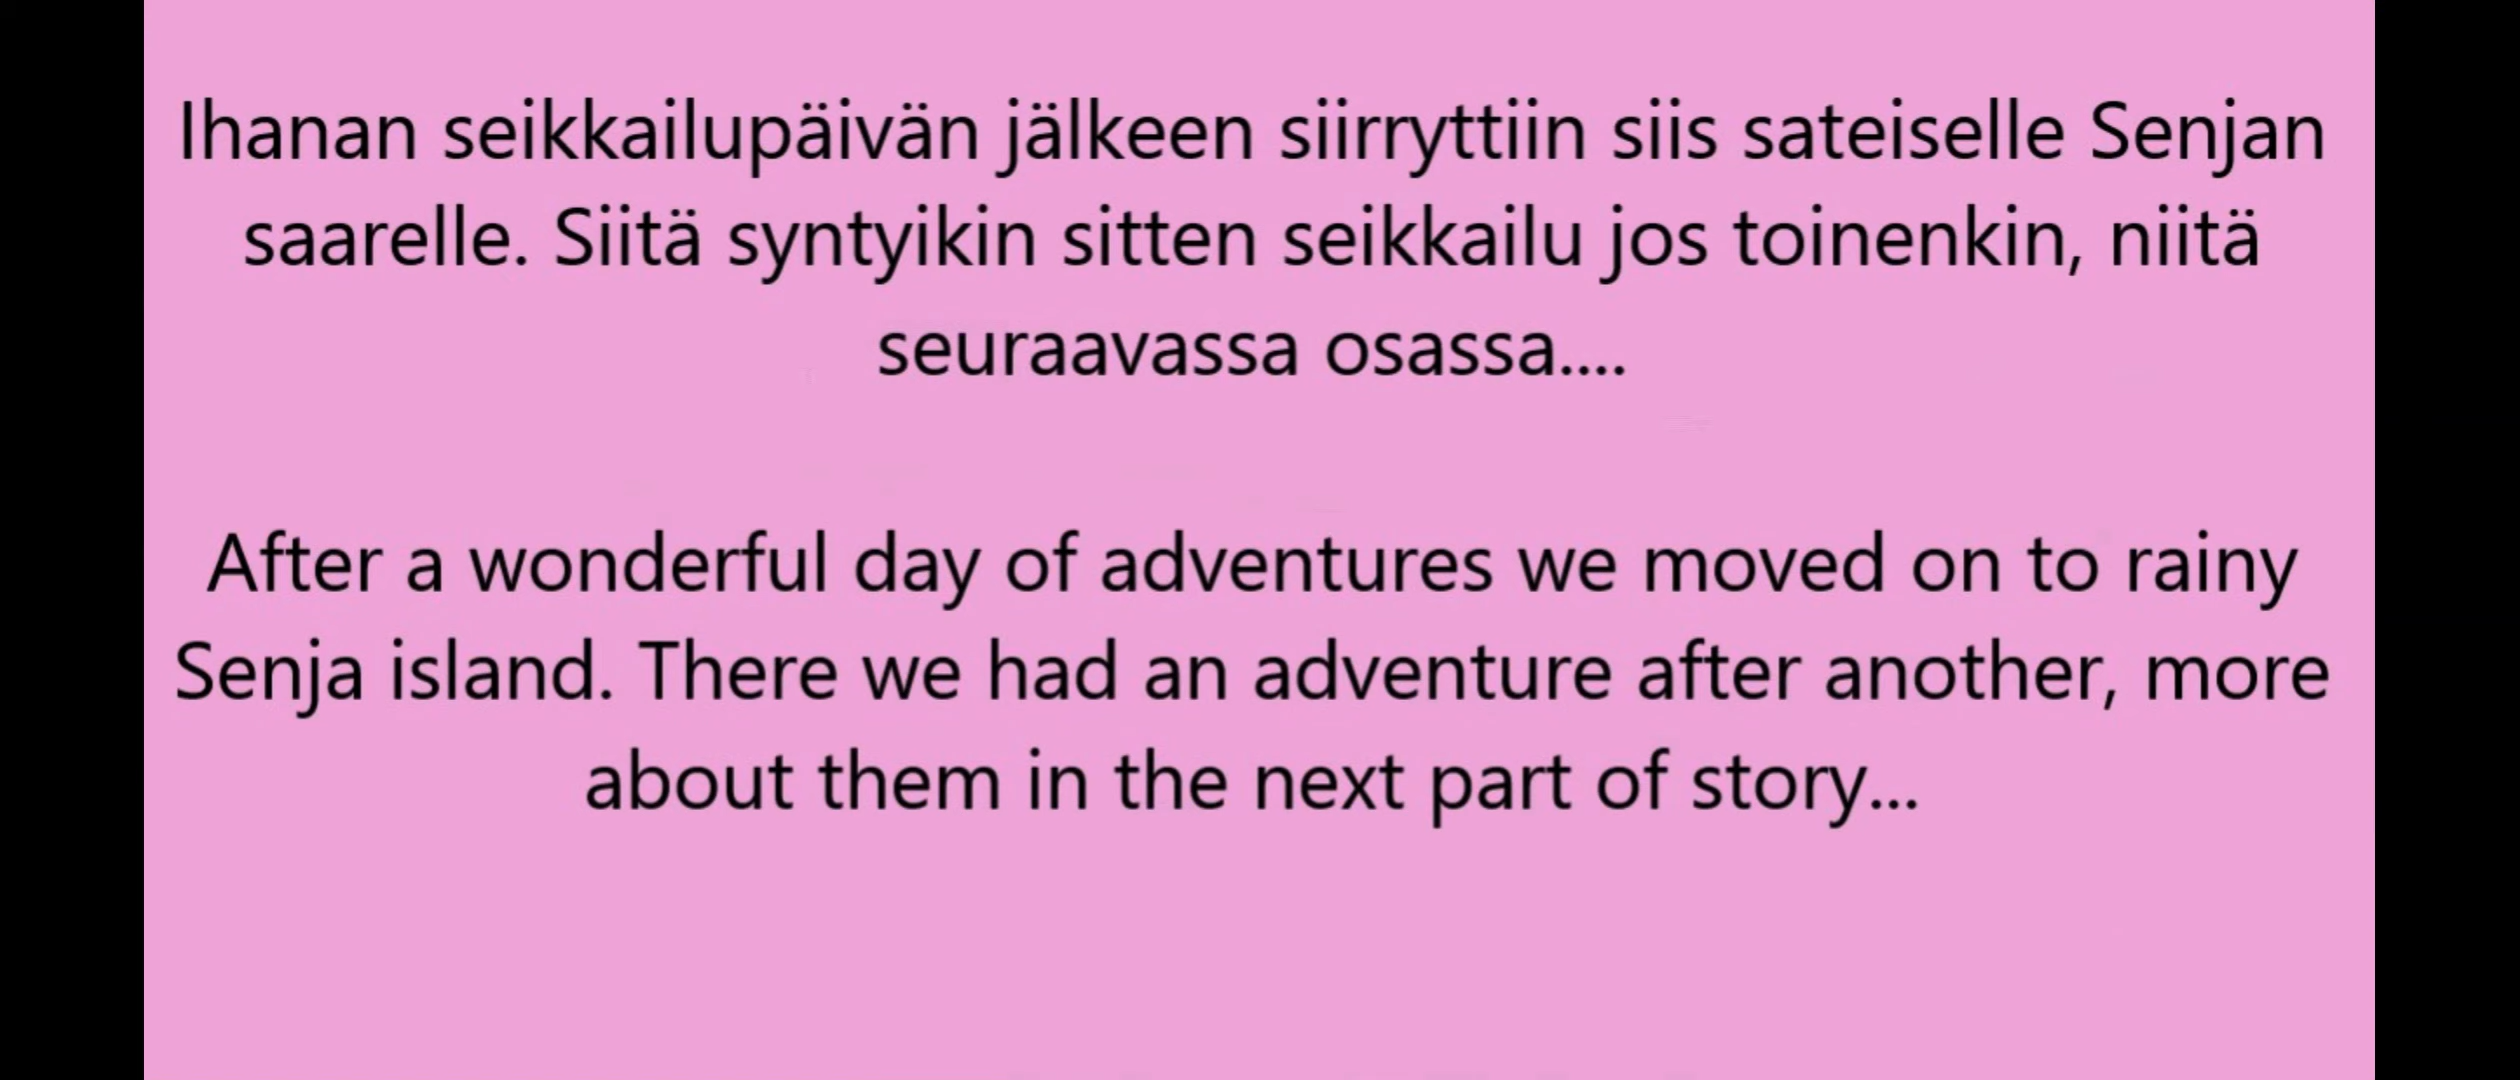 Ihanan seikkailupäivän jälkeen siirryttiin siis sateiselle Senjan
saarelle. Siitä syntyikin sitten seikkailu jos toinenkin, niitä
seuraavassa osassa....
After a wonderful day of adventures we moved on to rainy
Senja island. There we had an adventure after another, more
about them in the next part of story...